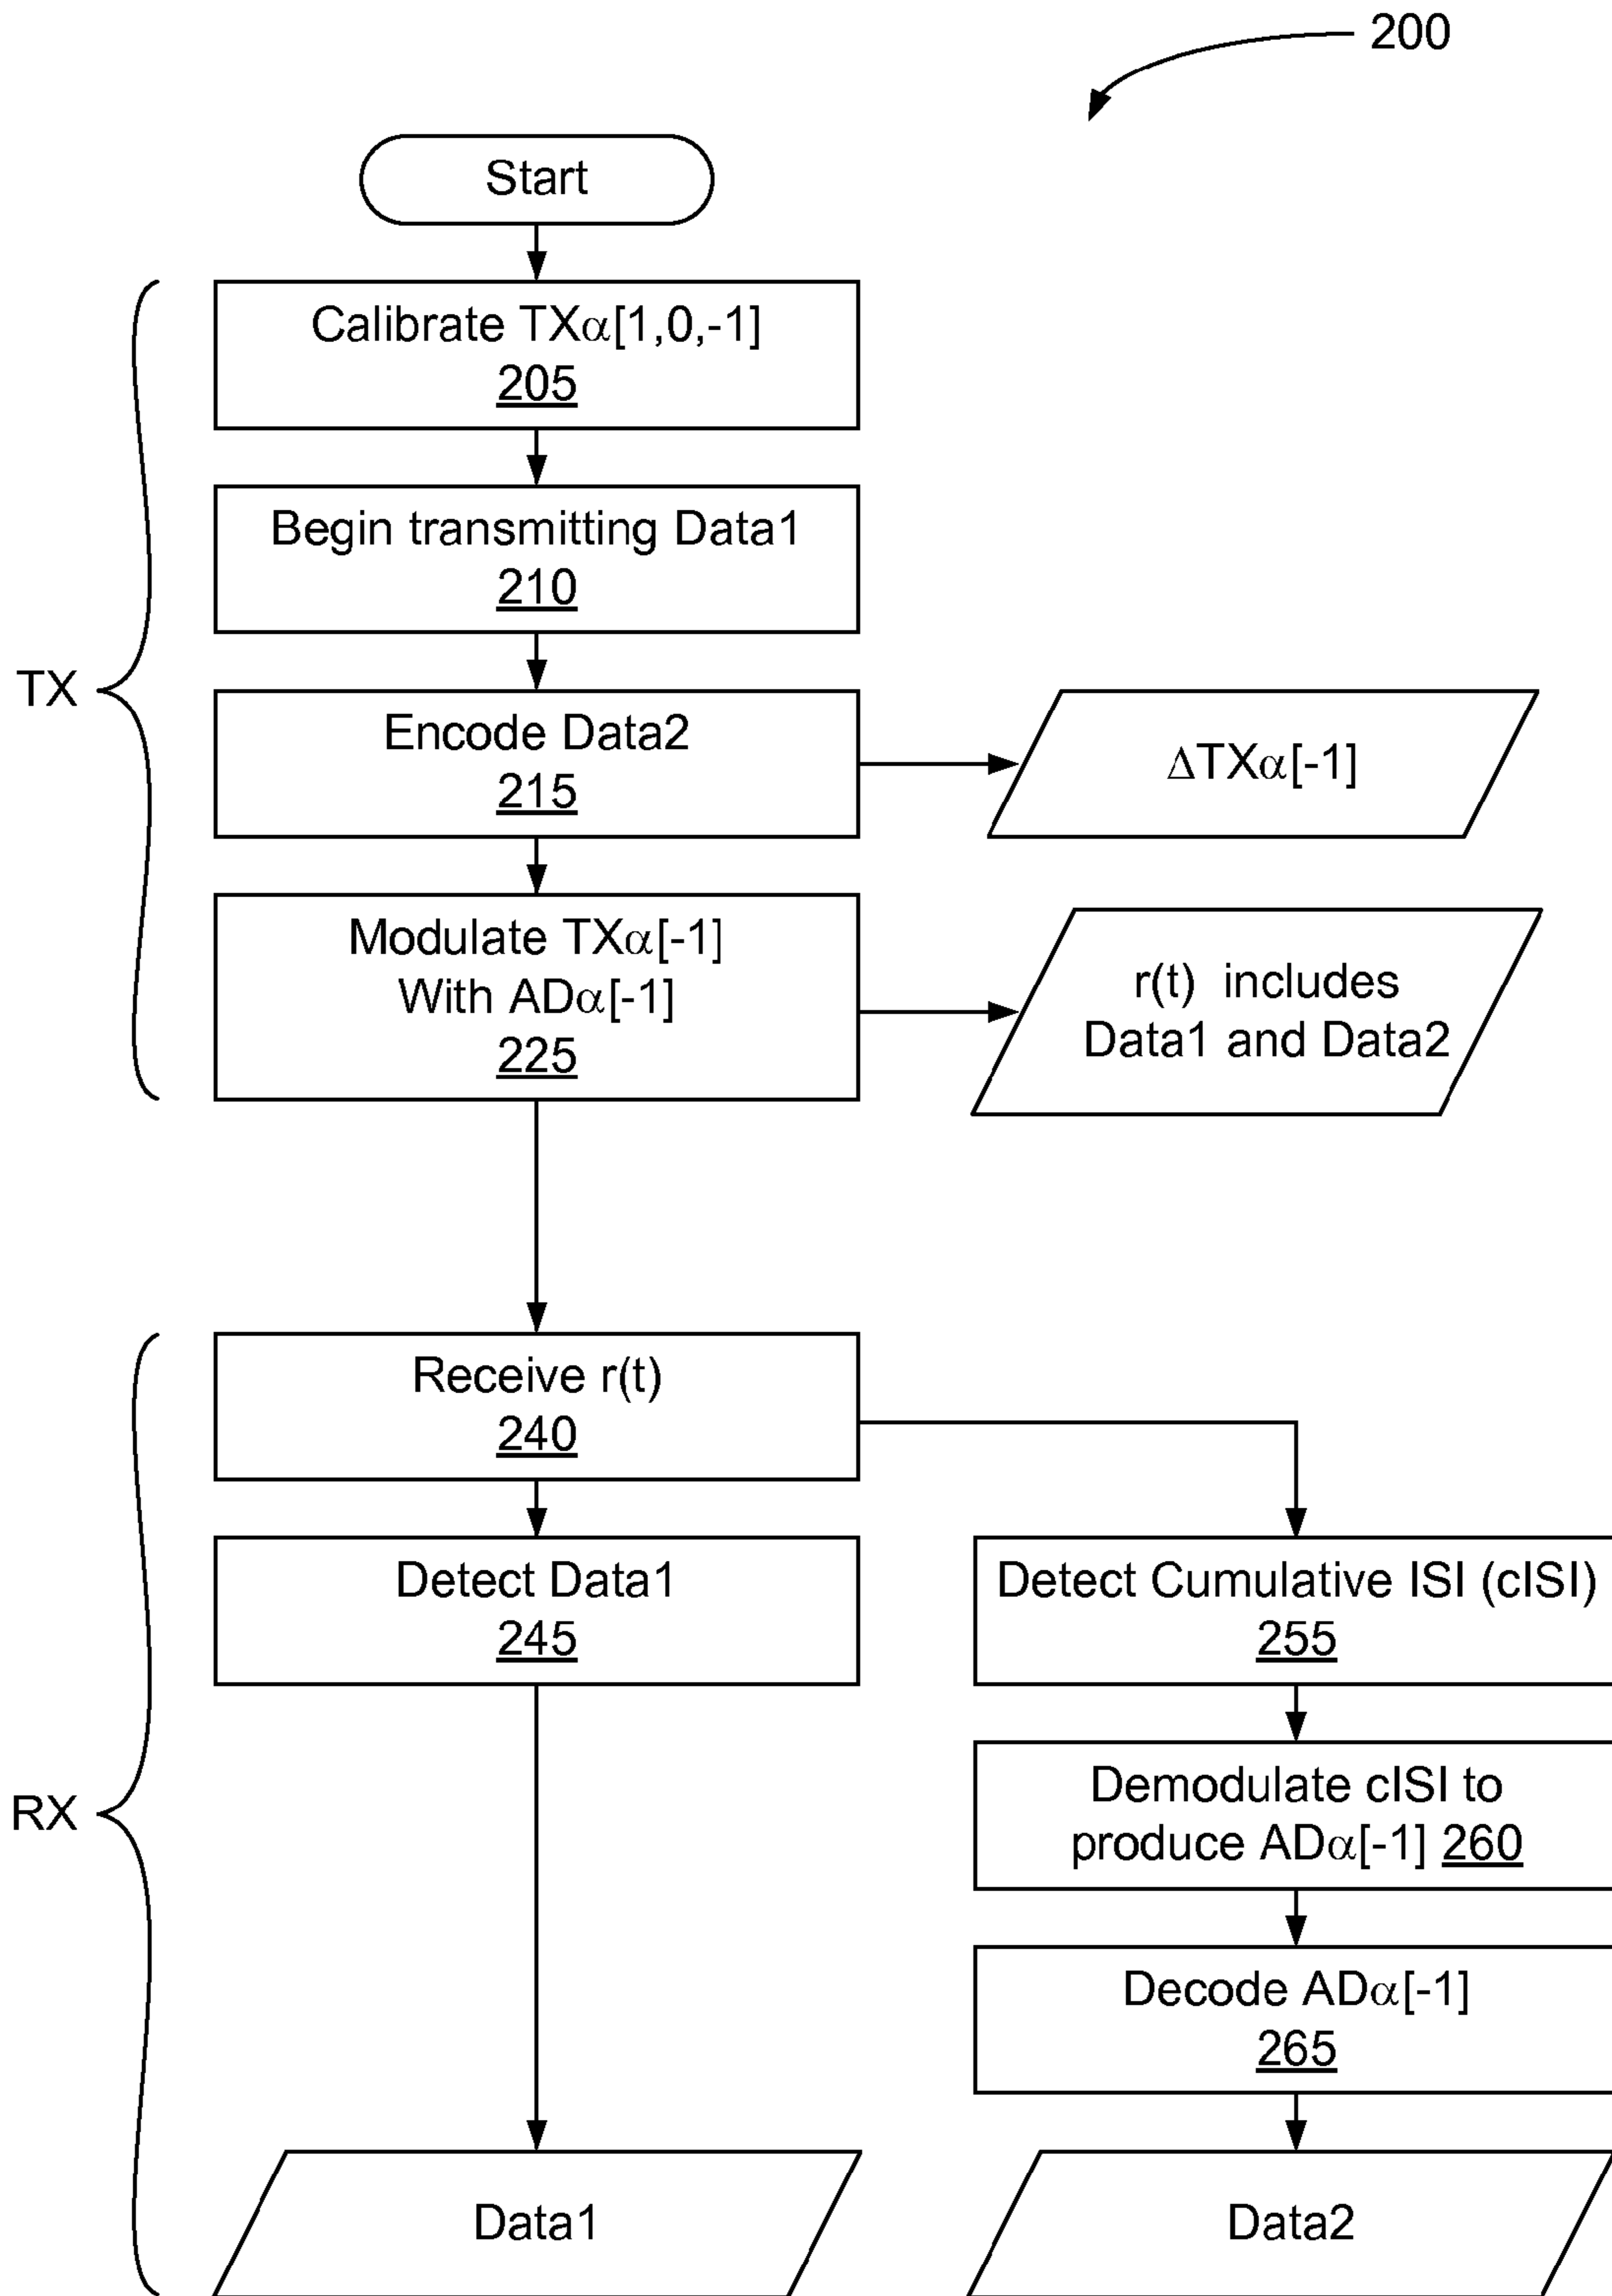 200
Start
Calibrate TXα[1,0,-1]
205
Begin transmitting Data1
210
TX
Encode Data2
215
ΔTXα[-1]
Modulate TXα[-1]
With ADα[-1]
225
r(t) includes
Data1 and Data2
Receive r(t)
240
Detect Data1
245
Detect Cumulative ISI (cISI)
255
RX
Demodulate cISI to
produce ADα[-1] 260
Decode ADα[-1]
265
Data1
Data2